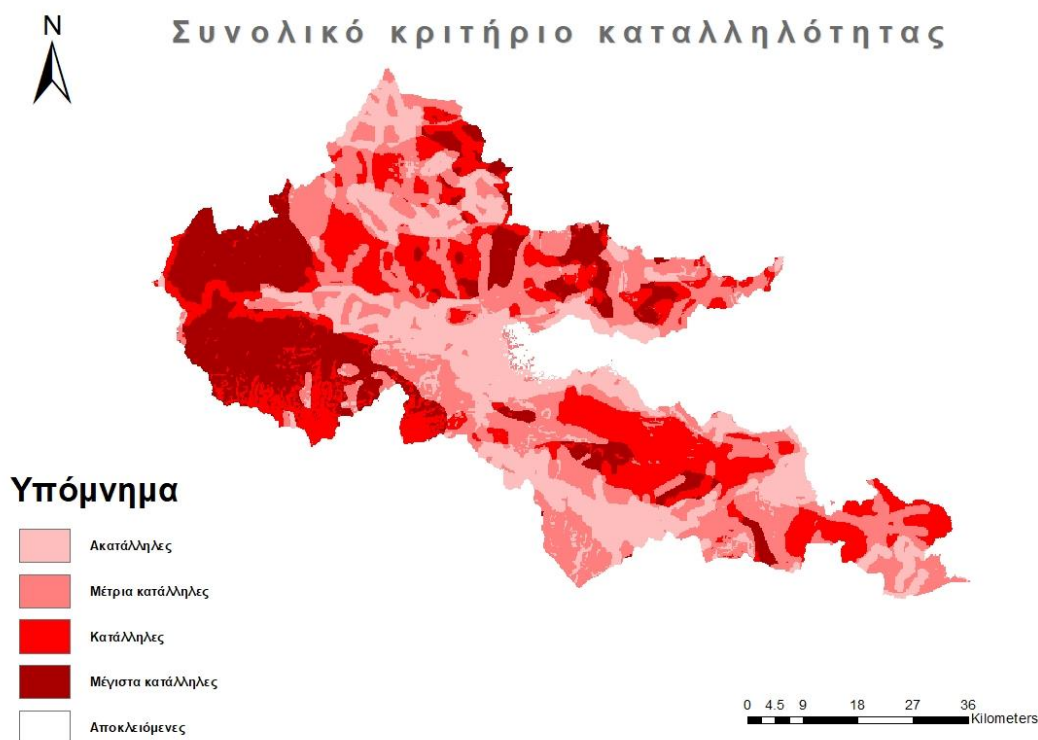 N
Συνολικό κριτήριο καταλληλότητας
Υπόμνημα
Ακατάλληλες
Μέτρια κατάλληλες
Κατάλληλες
Μέγιστα κατάλληλες
Αποκλειόμενες
0 4.5 9 18 27 36
Kilometers